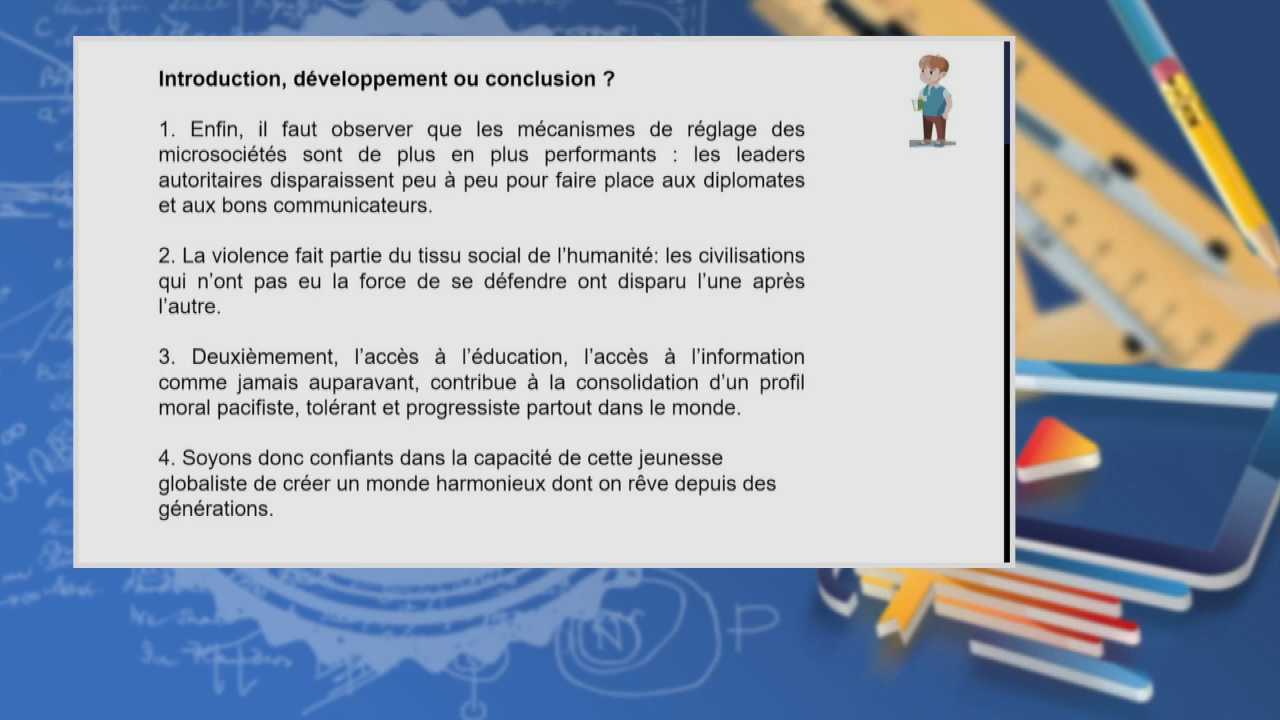 Introduction, développement ou conclusion ?
1. Enfin, il faut observer que les mécanismes de réglage des
microsociétés sont de plus en plus performants : les leaders
autoritaires disparaissent peu à peu pour faire place aux diplomates
et aux bons communicateurs.
2. La violence fait partie du tissu social de l’humanité: les civilisations
qui n’ont pas eu la force de se défendre ont disparu l’une après
l’autre.
3. Deuxièmement, l’accès à l’éducation, l’accès à l’information
comme jamais auparavant, contribue à la consolidation d’un profil
moral pacifiste, tolérant et progressiste partout dans le monde.
4. Soyons donc confiants dans la capacité de cette jeunesse
globaliste de créer un monde harmonieux dont on rêve depuis des
générations.
N
P